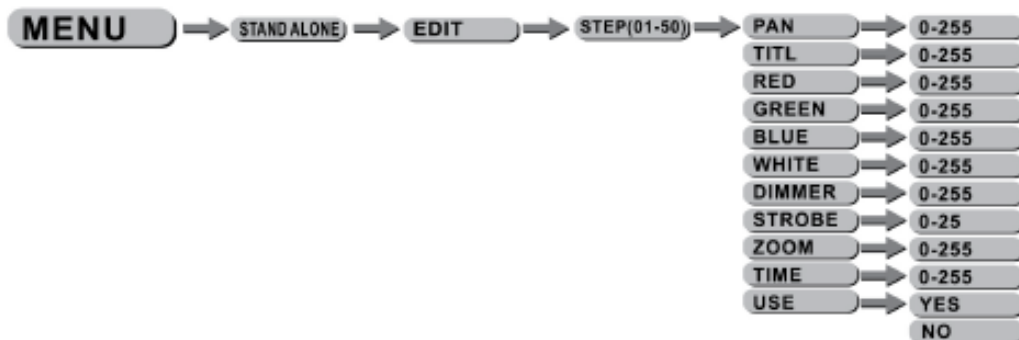 MENU STAND ALONE EDIT STEP(01-50) PAN 0-255
TITL 0-255
RED 0-255
GREEN 0-255
BLUE 0-255
WHITE 0-255
DIMMER 0-255
STROBE 0-25
ZOOM 0-255
TIME 0-255
USE YES
NO